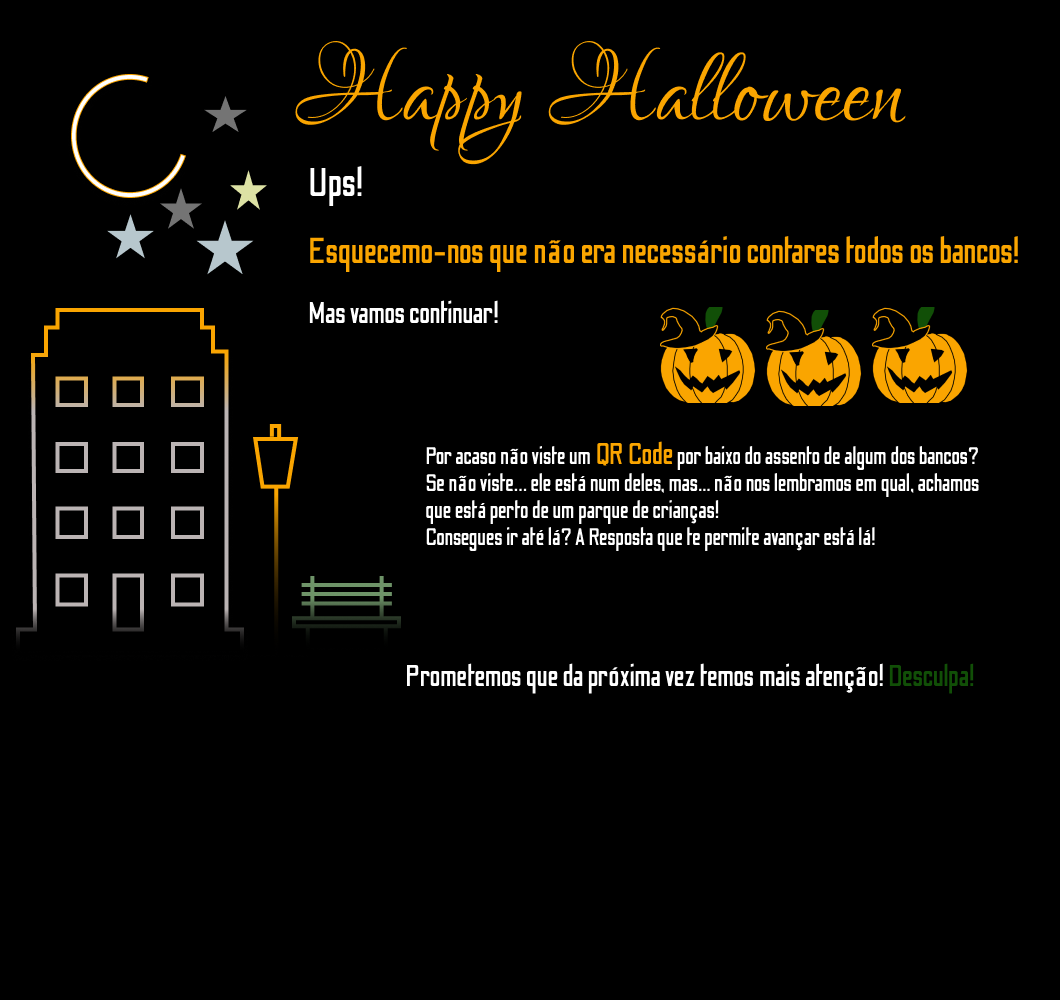 Happy Halloween
Ups!
Esquecemo-nos que não era necessário contares todos os bancos!
Mas vamos continuar!
Por acaso não viste um QR Code por baixo do assento de algum dos bancos?
Se não viste... ele está num deles, mas... não nos lembramos em qual, achamos
que está perto de um parque de crianças!
Consegues ir até lá? A Resposta que te permite avançar está lá!
Prometemos que da próxima vez temos mais atenção! Desculpa!